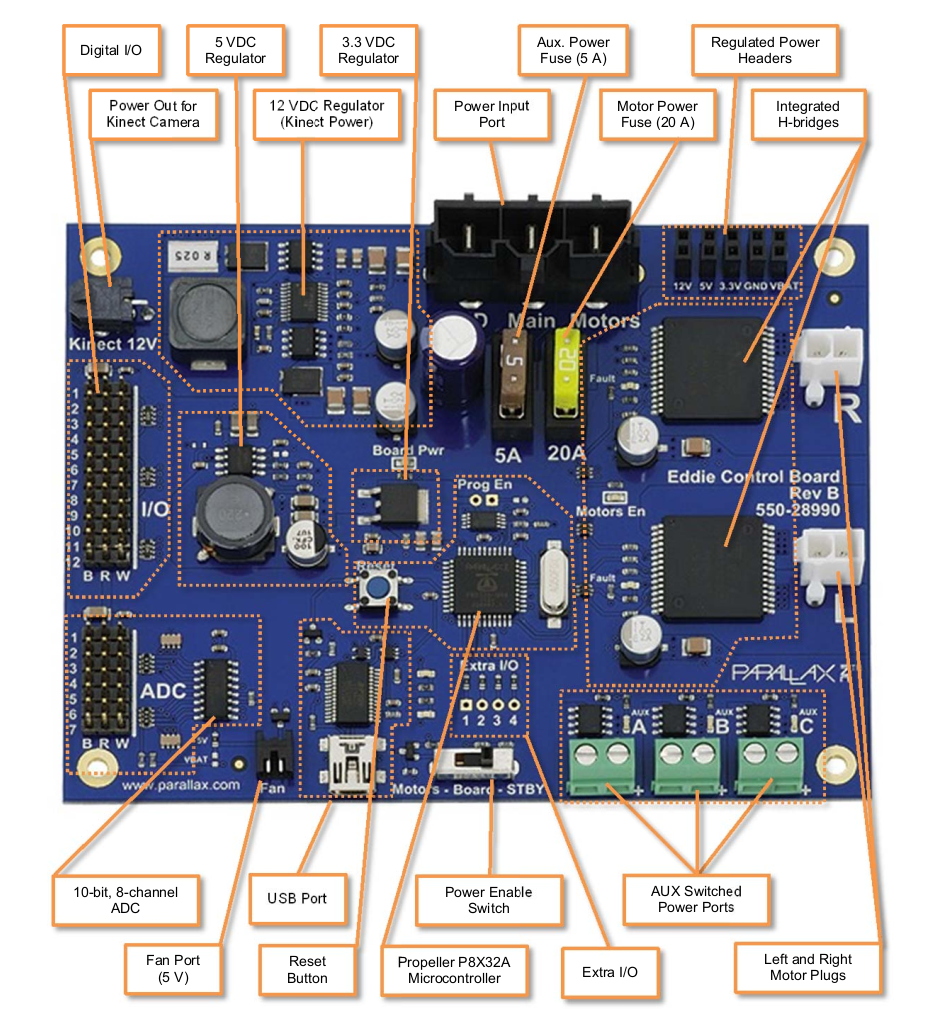 Digital I/O
5 VDC
Regulator
3.3 VDC
Regulator
Aux. Power
Fuse (5 A)
Regulated Power
Headers
Power Out for
Kinect Camera
12 VDC Regulator
(Kinect Power)
Power Input
Port
Motor Power
Fuse (20 A)
Integrated
H-bridges
R025
12V 5V 3.3V GND VBAT
Kinect 12V
D Main Motors
5
20
Fault
R
1
2
3
4
5
6
7
8
9
10
11
12
I/O
B R W
Board Pwr
5A 20A
Prog En
Eddie Control Board
Rev B
550-28990
Motors En
220
100
Reset
Fault
L
PARALLAX
1
2
3
4
5
6
7
ADC
B R W
5V
VBAT
Extra I/O
1 2 3 4
AUX
A
AUX
B
AUX
C
+ + +
www.parallax.com
Fan
Motors - Board - STBY
10-bit, 8-channel
ADC
USB Port
Power Enable
Switch
AUX Switched
Power Ports
Fan Port
(5 V)
Reset
Button
Propeller P8X32A
Microcontroller
Extra I/O
Left and Right
Motor Plugs